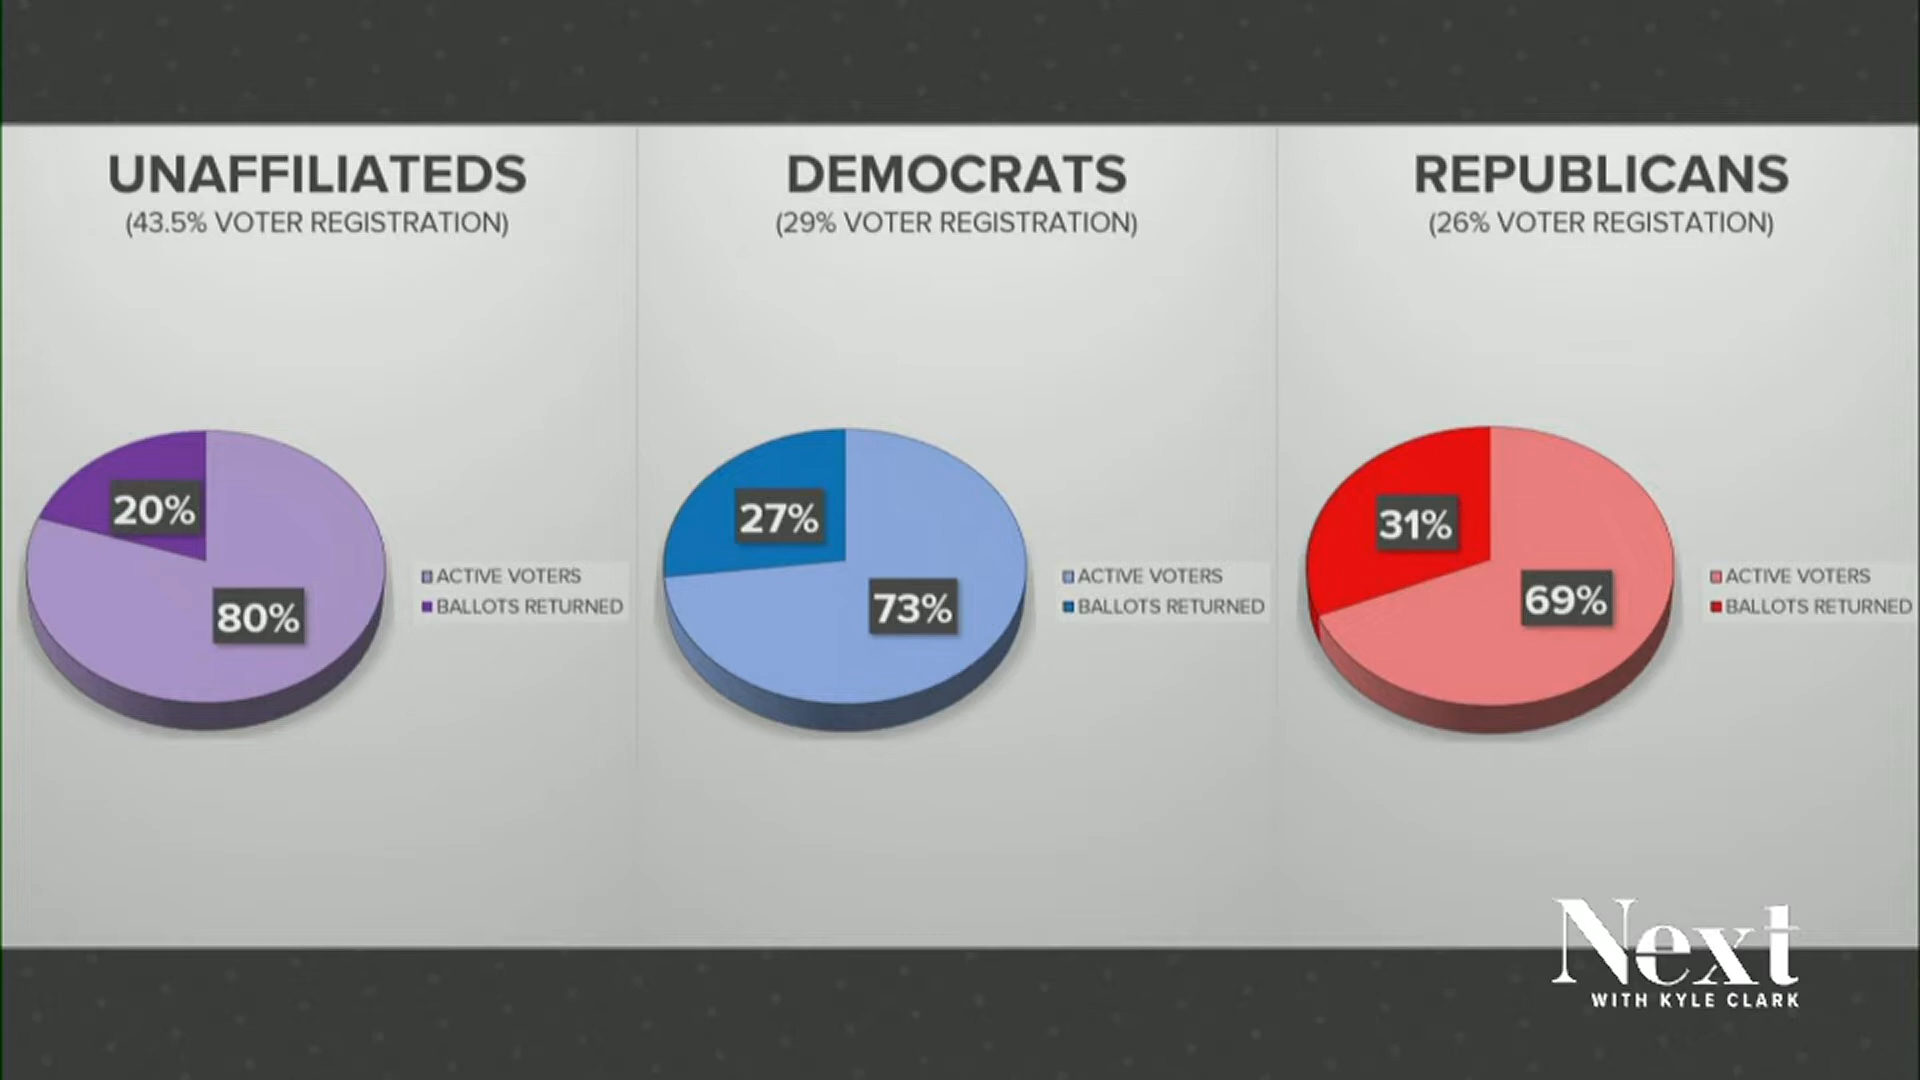 UNAFFILIATEDS
(43.5% VOTER REGISTRATION)
20%
80%
ACTIVE VOTERS
BALLOTS RETURNED
DEMOCRATS
(29% VOTER REGISTRATION)
27%
73%
ACTIVE VOTERS
BALLOTS RETURNED
REPUBLICANS
(26% VOTER REGISTATION)
31%
69%
ACTIVE VOTERS
BALLOTS RETURNED
Next
WITH KYLE CLARK